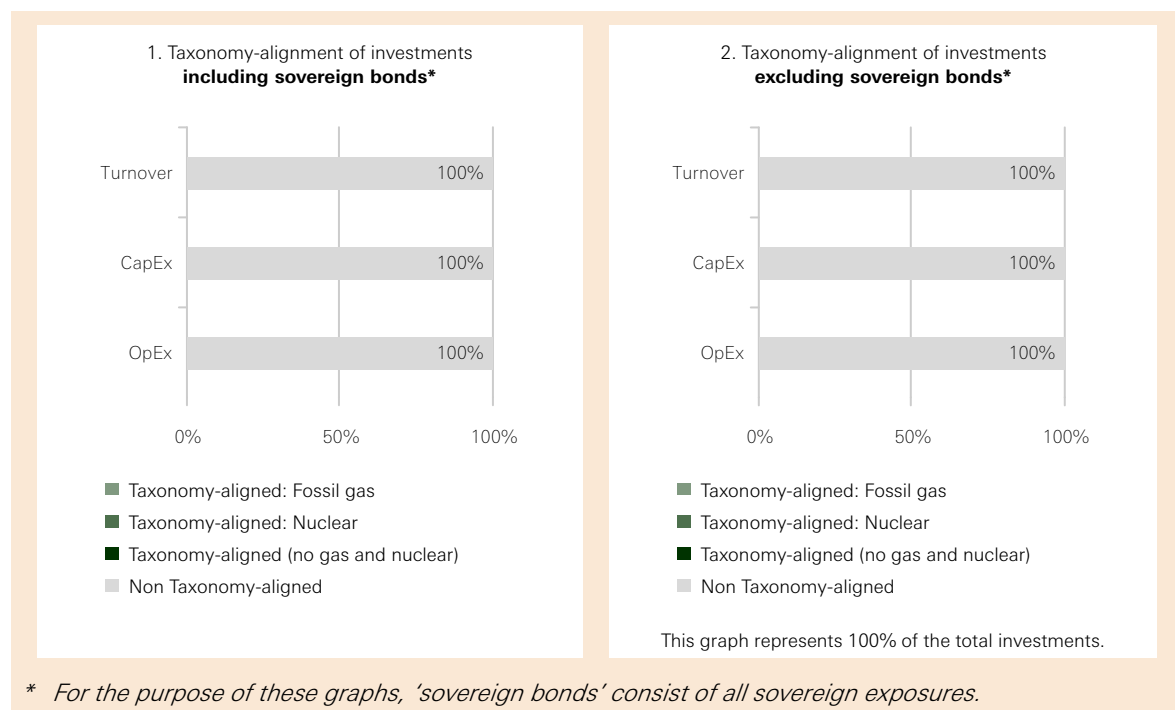 1. Taxonomy-alignment of investments
including sovereign bonds*
Turnover
100%
CapEx
100%
OpEx
100%
0%
50%
100%
Taxonomy-aligned: Fossil gas
Taxonomy-aligned: Nuclear
Taxonomy-aligned (no gas and nuclear)
Non Taxonomy-aligned
2. Taxonomy-alignment of investments
excluding sovereign bonds*
Turnover
100%
CapEx
100%
OpEx
100%
0%
50%
100%
Taxonomy-aligned: Fossil gas
Taxonomy-aligned: Nuclear
Taxonomy-aligned (no gas and nuclear)
Non Taxonomy-aligned
This graph represents 100% of the total investments.
* For the purpose of these graphs, ‘sovereign bonds’ consist of all sovereign exposures.